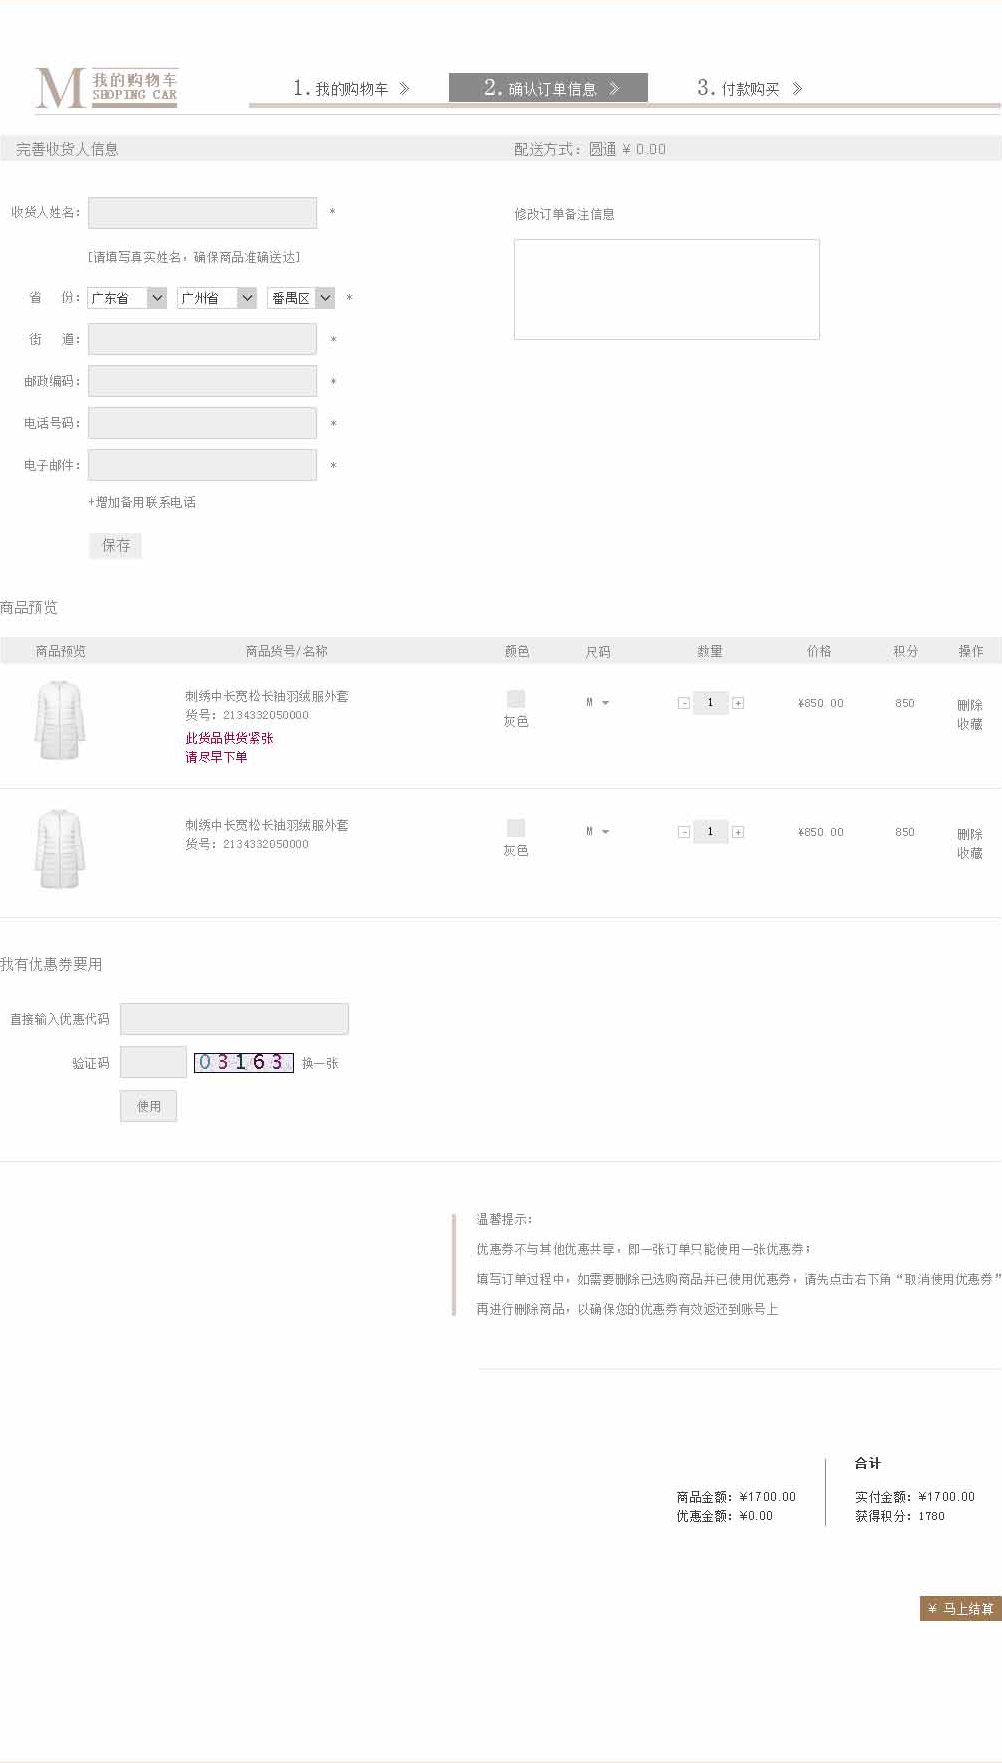 M 我的购物车
SHOPING CAR
1. 我的购物车
2. 确认订单信息
3. 付款购买
完善收货人信息
配送方式：圆通 ¥ 0.00
收货人姓名： *
修改订单备注信息
[请填写真实姓名，确保商品准确送达]
省 份： 广东省 广州省 番禺区 *
街 道： *
邮政编码： *
电话号码： *
电子邮件： *
+增加备用联系电话
保存
商品预览
商品预览 商品货号/名称 颜色 尺码 数量 价格 积分 操作
刺绣中长宽松长袖羽绒服外套
货号：2134332050000
此货品供货紧张
请尽早下单
灰色
M
- 1 +
¥850.00
850
删除
收藏
刺绣中长宽松长袖羽绒服外套
货号：2134332050000
灰色
M
- 1 +
¥850.00
850
删除
收藏
我有优惠券要用
直接输入优惠代码
验证码 03163 换一张
使用
温馨提示：
优惠券不与其他优惠共享，即一张订单只能使用一张优惠券；
填写订单过程中，如需要删除已选购商品并已使用优惠券，请先点击右下角“取消使用优惠券”
再进行删除商品，以确保您的优惠券有效返还到账号上
商品金额：¥1700.00
优惠金额：¥0.00
合计
实付金额：¥1700.00
获得积分：1780
¥ 马上结算